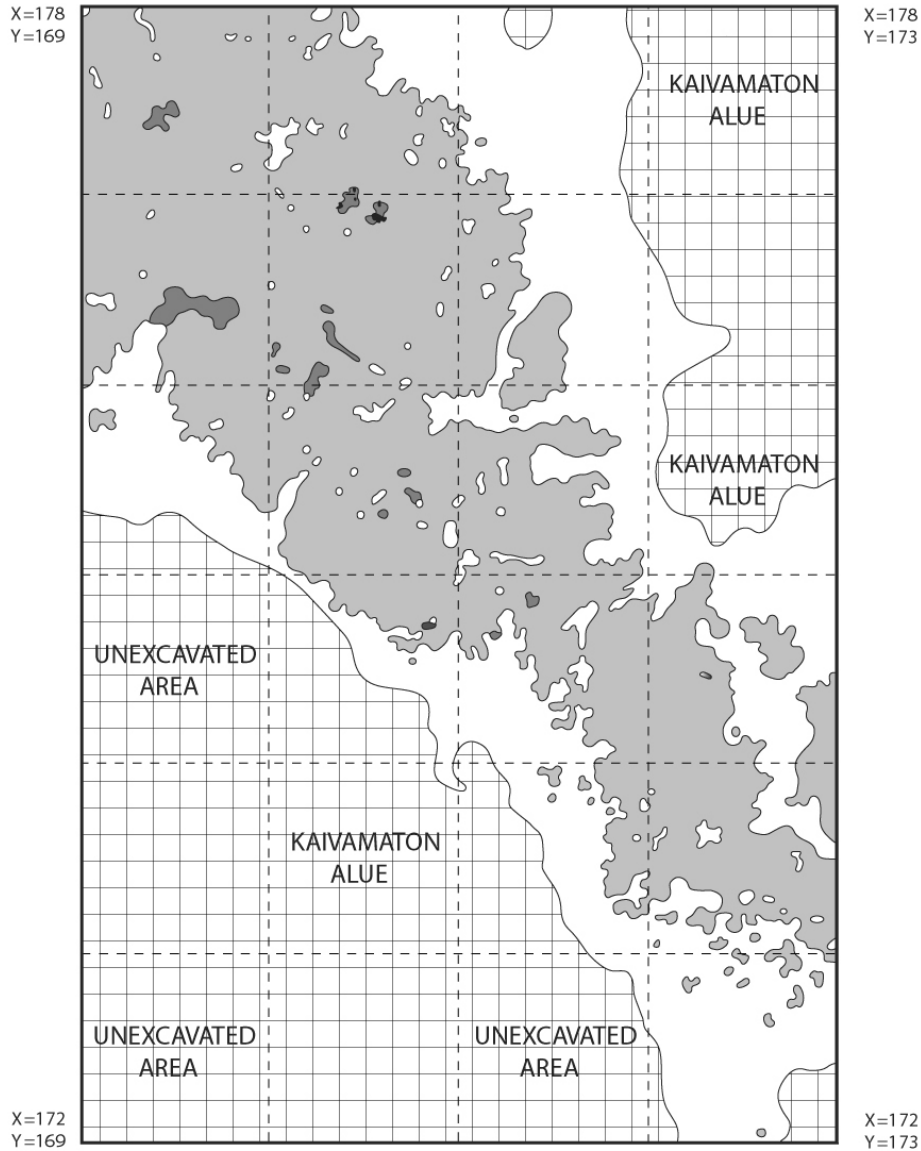 X=178
Y=169
X=178
Y=173
KAIVAMATON
ALUE
KAIVAMATON
ALUE
UNEXCAVATED
AREA
KAIVAMATON
ALUE
UNEXCAVATED
AREA
UNEXCAVATED
AREA
X=172
Y=169
X=172
Y=173